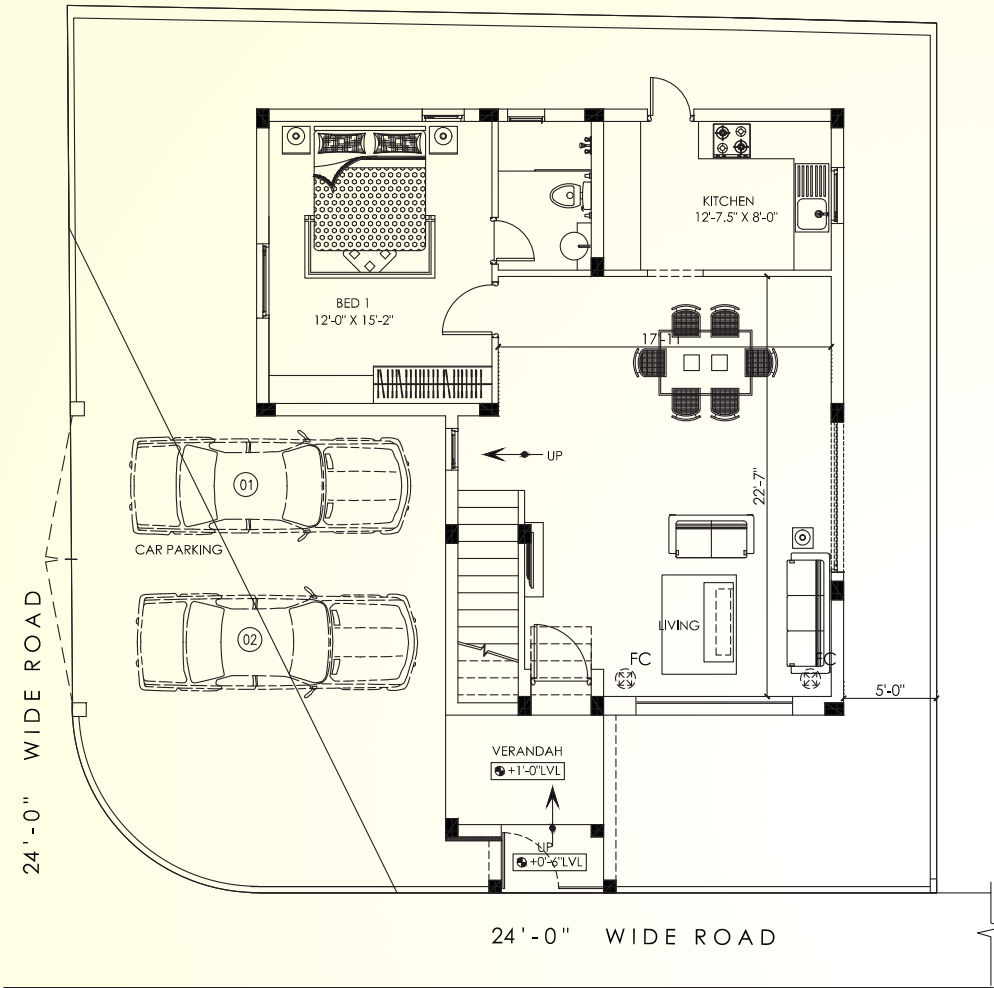 KITCHEN
12'-7.5" X 8'-0"
BED 1
12'-0" X 15'-2"
17'-11"
UP
22'-7"
01
CAR PARKING
02
LIVING
FC
FC
5'-0"
VERANDAH
+1'-0"LVL
UP
+0'-6"LVL
24'-0" WIDE ROAD
24'-0" WIDE ROAD